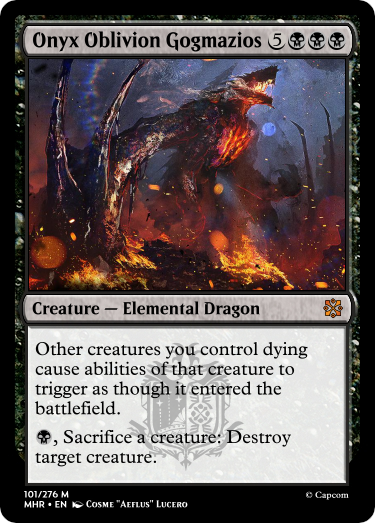 Onyx Oblivion Gogmazios 5
Creature — Elemental Dragon
Other creatures you control dying
cause abilities of that creature to
trigger as though it entered the
battlefield.
, Sacrifice a creature: Destroy
target creature.
101/276 M
MHR • EN Cosme "Aeflus" Lucero
© Capcom